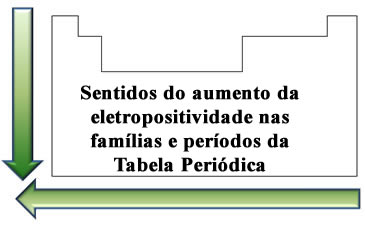 Sentidos do aumento da
eletropositividade nas
famílias e períodos da
Tabela Periódica